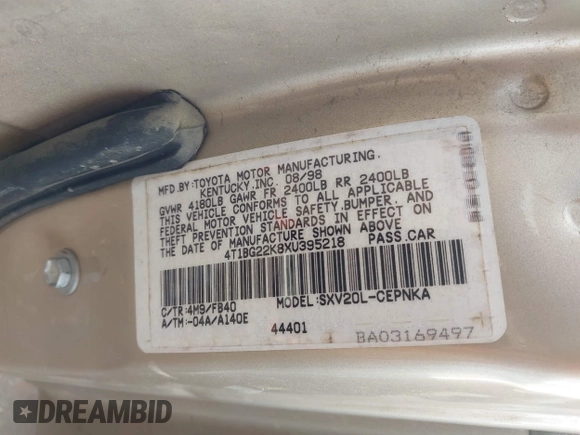 MFD.BY:TOYOTA MOTOR MANUFACTURING,
KENTUCKY,INC. 08/98
GVWR 4180LB GAWR FR 2400LB RR 2400LB
THIS VEHICLE CONFORMS TO ALL APPLICABLE
FEDERAL MOTOR VEHICLE SAFETY,BUMPER, AND
THEFT PREVENTION STANDARDS IN EFFECT ON
THE DATE OF MANUFACTURE SHOWN ABOVE
4T1BG22K8XU395218 PASS.CAR
C/TR:4M9/FB40 MODEL:SXV20L-CEPNKA
A/TM:-04A/A140E 44401
BA03169497
DREAMBID